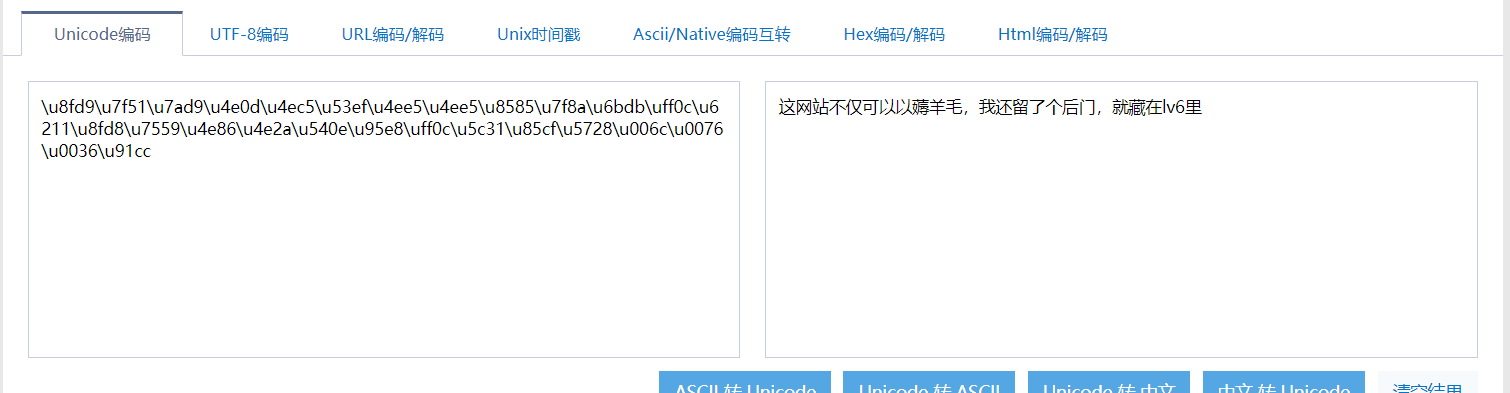 Unicode编码 UTF-8编码 URL编码/解码 Unix时间戳 Ascii/Native编码互转 Hex编码/解码 Html编码/解码
\u8fd9\u7f51\u7ad9\u4e0d\u4ec5\u53ef\u4ee5\u4ee5\u8585\u7f8a\u6bdb\uff0c\u6
211\u8fd8\u7559\u4e86\u4e2a\u540e\u95e8\uff0c\u5c31\u85cf\u5728\u006c\u0076
\u0036\u91cc
这网站不仅可以以薅羊毛，我还留了个后门，就藏在lv6里
ASCII 转 Unicode Unicode 转 ASCII Unicode 转 中文 中文 转 Unicode 清空结果